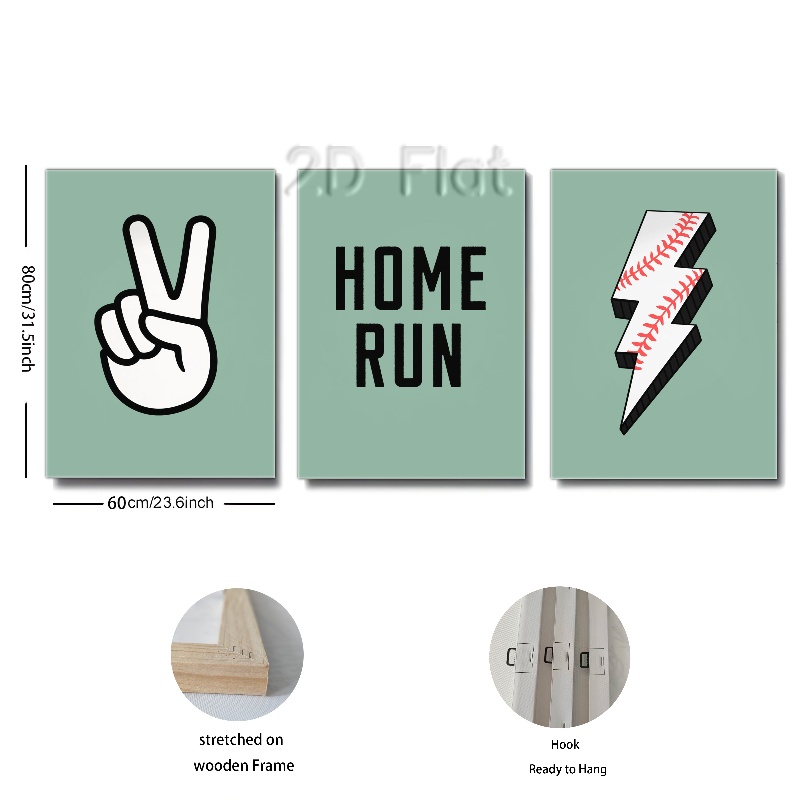 2D Flat
HOME
RUN
80cm/31.5inch
60cm/23.6inch
stretched on
wooden Frame
Hook
Ready to Hang